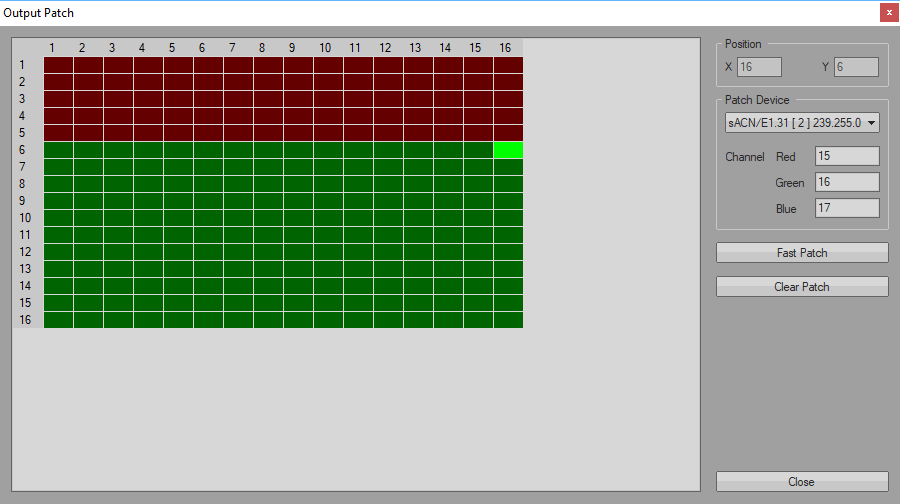 Output Patch
x
1 2 3 4 5 6 7 8 9 10 11 12 13 14 15 16
1
2
3
4
5
6
7
8
9
10
11
12
13
14
15
16
Position
X 16 Y 6
Patch Device
sACN/E1.31 [ 2 ] 239.255.0
Channel Red 15
Green 16
Blue 17
Fast Patch
Clear Patch
Close